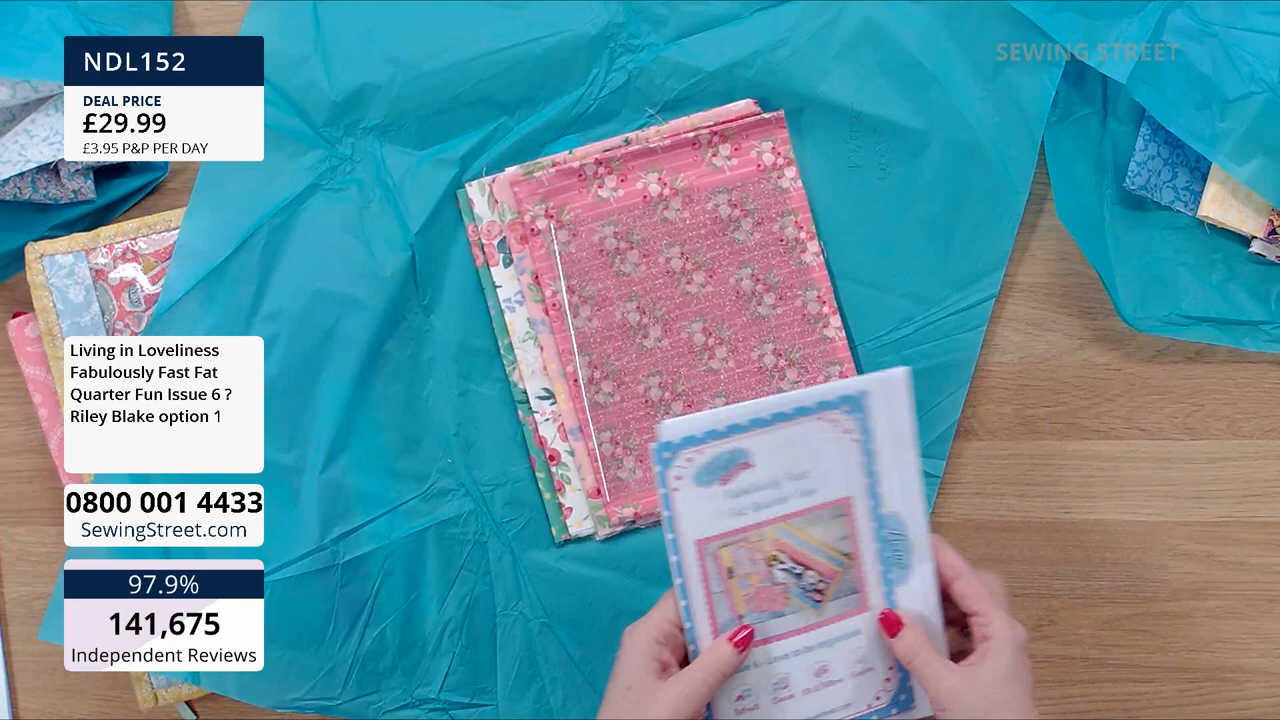 NDL152
DEAL PRICE
£29.99
£3.95 P&P PER DAY
SEWING STREET
Living in Loveliness
Fabulously Fast Fat
Quarter Fun Issue 6 ?
Riley Blake option 1
0800 001 4433
SewingStreet.com
97.9%
141,675
Independent Reviews